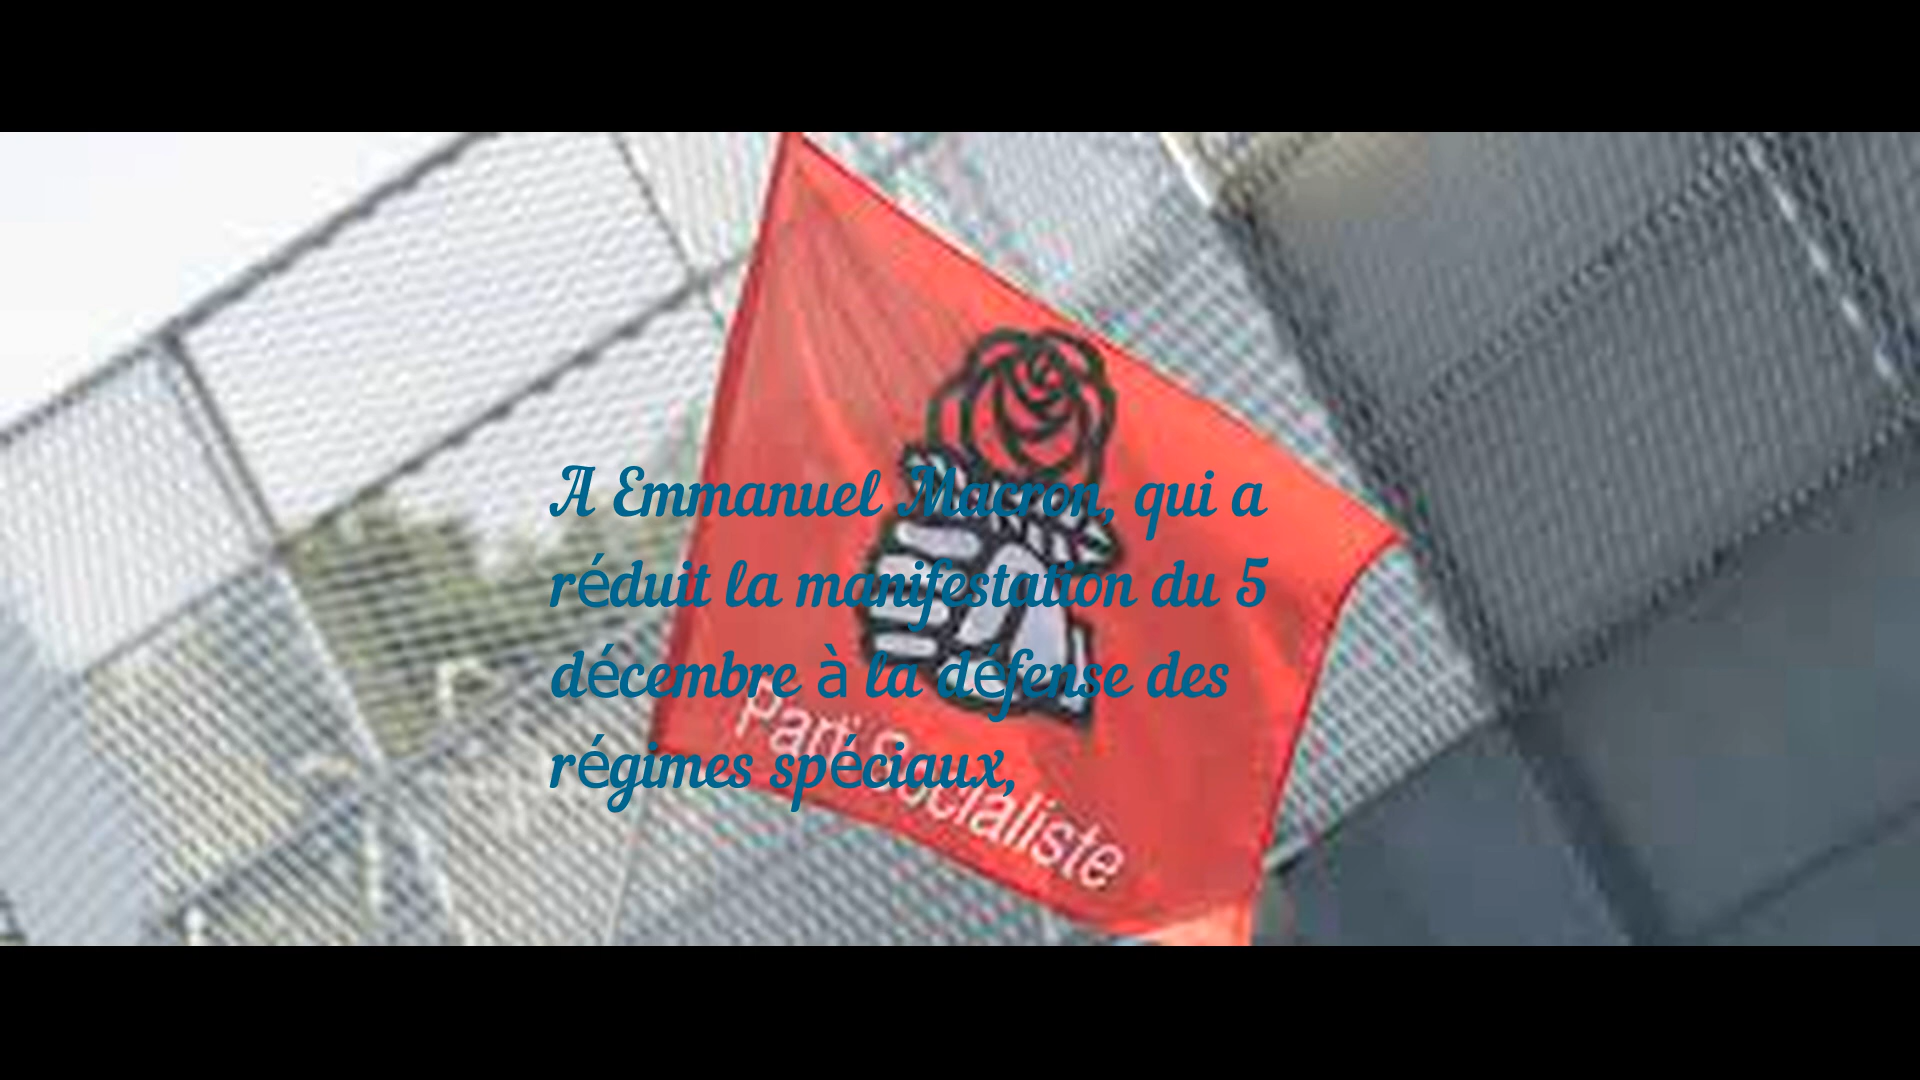 A Emmanuel Macron, qui a
réduit la manifestation du 5
décembre à la défense des
régimes spéciaux,
Parti Socialiste